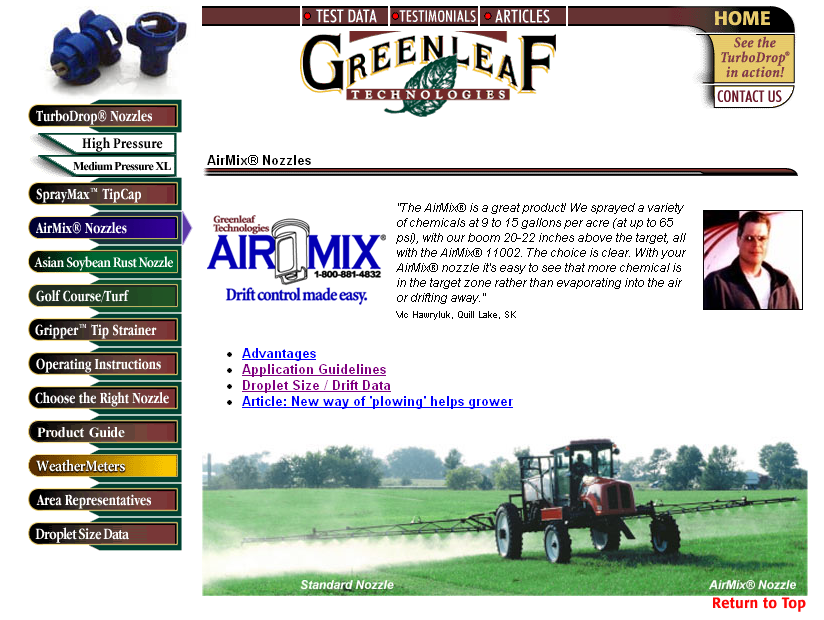 TEST DATA
TESTIMONIALS
ARTICLES
HOME
See the
TurboDrop®
in action!
CONTACT US
GREENLEAF
TECHNOLOGIES
TurboDrop® Nozzles
High Pressure
Medium Pressure XL
SprayMax™ TipCap
AirMix® Nozzles
Asian Soybean Rust Nozzle
Golf Course/Turf
Gripper™ Tip Strainer
Operating Instructions
Choose the Right Nozzle
Product Guide
WeatherMeters
Area Representatives
Droplet Size Data
AirMix® Nozzles
Greenleaf
Technologies
AIR MIX®
1-800-881-4832
Drift control made easy.
"The AirMix® is a great product! We sprayed a variety
of chemicals at 9 to 15 gallons per acre (at up to 65
psi), with our boom 20-22 inches above the target, all
with the AirMix® 11002. The choice is clear. With your
AirMix® nozzle it's easy to see that more chemical is
in the target zone rather than evaporating into the air
or drifting away."
Vic Hawryluk, Quill Lake, SK
Advantages
Application Guidelines
Droplet Size / Drift Data
Article: New way of 'plowing' helps grower
Standard Nozzle
AirMix® Nozzle
Return to Top